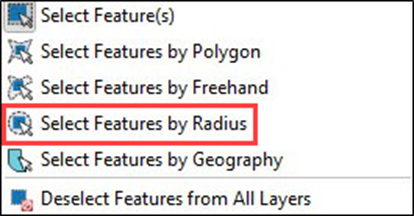 Select Feature(s)
Select Features by Polygon
Select Features by Freehand
Select Features by Radius
Select Features by Geography
Deselect Features from All Layers